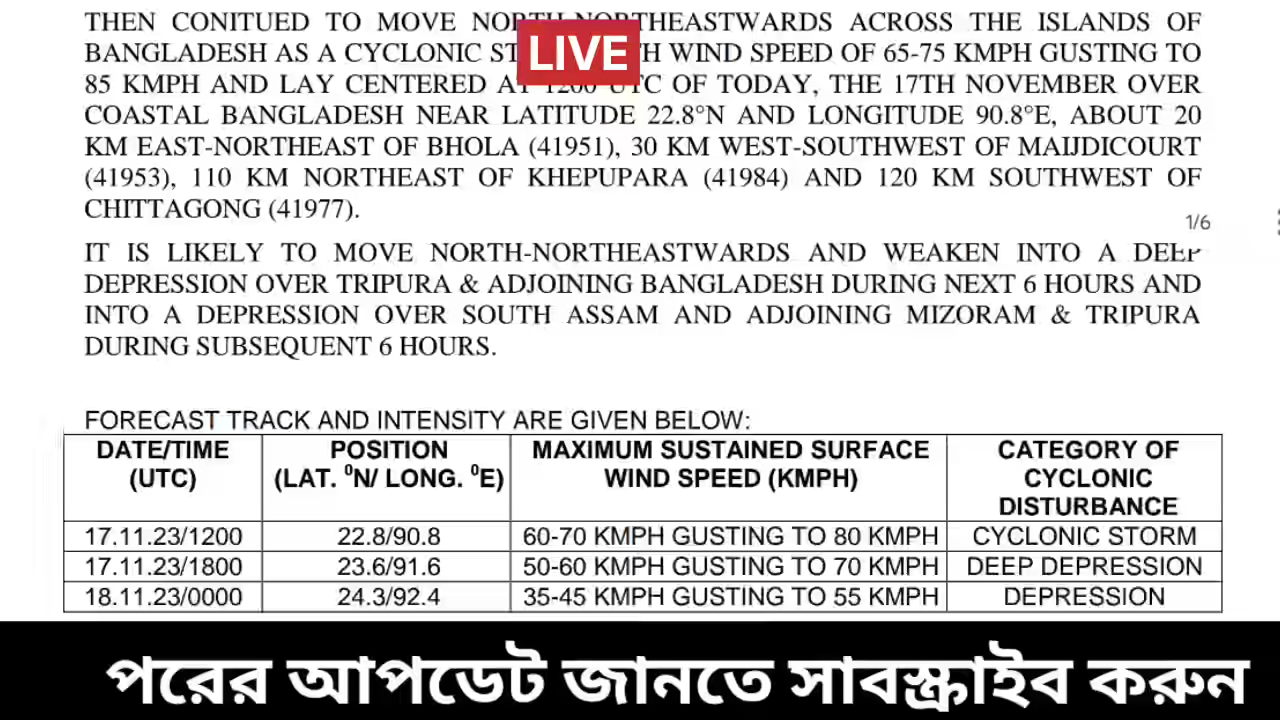 THEN CONITUED TO MOVE NORTH-NORTHEASTWARDS ACROSS THE ISLANDS OF
BANGLADESH AS A CYCLONIC WIND SPEED OF 65-75 KMPH GUSTING TO
LIVE
85 KMPH AND LAY CENTERED AT 1200 UTC OF TODAY, THE 17TH NOVEMBER OVER
COASTAL BANGLADESH NEAR LATITUDE 22.8°N AND LONGITUDE 90.8°E, ABOUT 20
KM EAST-NORTHEAST OF BHOLA (41951), 30 KM WEST-SOUTHWEST OF MAIJDICOURT
(41953), 110 KM NORTHEAST OF KHEPUPARA (41984) AND 120 KM SOUTHWEST OF
CHITTAGONG (41977).
1/6
IT IS LIKELY TO MOVE NORTH-NORTHEASTWARDS AND WEAKEN INTO A DEEP
DEPRESSION OVER TRIPURA & ADJOINING BANGLADESH DURING NEXT 6 HOURS AND
INTO A DEPRESSION OVER SOUTH ASSAM AND ADJOINING MIZORAM & TRIPURA
DURING SUBSEQUENT 6 HOURS.
FORECAST TRACK AND INTENSITY ARE GIVEN BELOW:
DATE/TIME (UTC) POSITION (LAT. ⁰N/ LONG. ⁰E) MAXIMUM SUSTAINED SURFACE WIND SPEED (KMPH) CATEGORY OF CYCLONIC DISTURBANCE
17.11.23/1200 22.8/90.8 60-70 KMPH GUSTING TO 80 KMPH CYCLONIC STORM
17.11.23/1800 23.6/91.6 50-60 KMPH GUSTING TO 70 KMPH DEEP DEPRESSION
18.11.23/0000 24.3/92.4 35-45 KMPH GUSTING TO 55 KMPH DEPRESSION
পরের আপডেট জানতে সাবস্ক্রাইব করুন